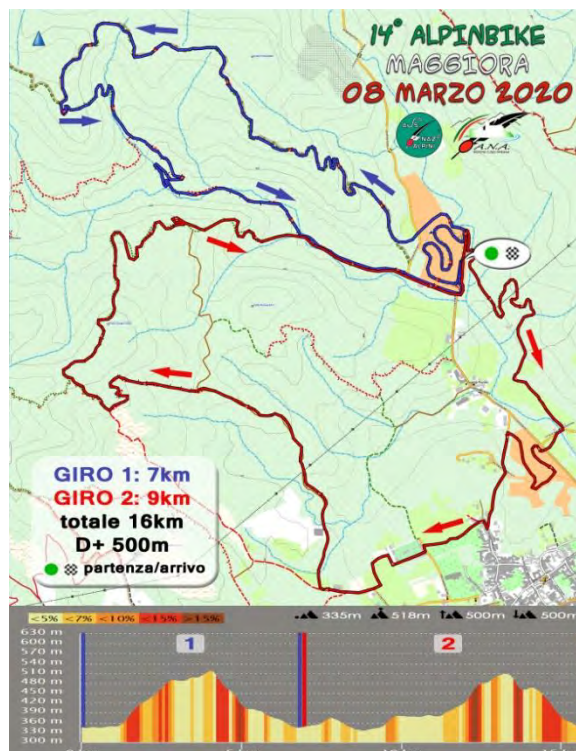 14° ALPINBIKE
MAGGIORA
08 MARZO 2020
A.N.A.
GIRO 1: 7km
GIRO 2: 9km
totale 16km
D+ 500m
partenza/arrivo
<5% <7% <10% <15% >15%
335m 518m 500m 500m
630 m
600 m
570 m
510 m
480 m
450 m
420 m
390 m
360 m
330 m
300 m
1
2